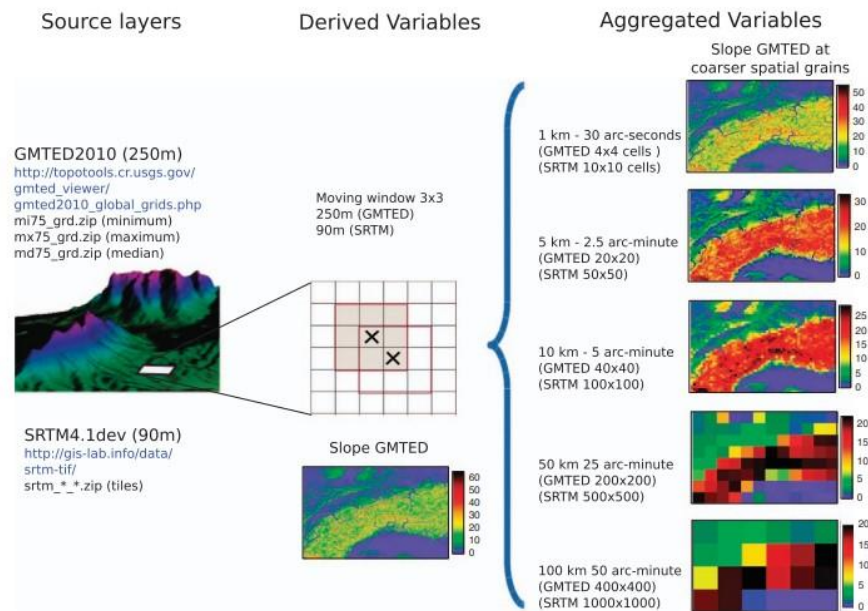 Source layers
Derived Variables
Aggregated Variables
GMTED2010 (250m)
http://topotools.cr.usgs.gov/
gmted_viewer/
gmted2010_global_grids.php
mi75_grd.zip (minimum)
mx75_grd.zip (maximum)
md75_grd.zip (median)
SRTM4.1dev (90m)
http://gis-lab.info/data/
srtm-tif/
srtm_*_*.zip (tiles)
Moving window 3x3
250m (GMTED)
90m (SRTM)
Slope GMTED
60
50
40
30
20
10
0
Slope GMTED at
coarser spatial grains
1 km - 30 arc-seconds
(GMTED 4x4 cells )
(SRTM 10x10 cells)
50
40
30
20
10
0
5 km - 2.5 arc-minute
(GMTED 20x20)
(SRTM 50x50)
30
25
20
15
10
5
0
10 km - 5 arc-minute
(GMTED 40x40)
(SRTM 100x100)
25
20
15
10
5
0
50 km 25 arc-minute
(GMTED 200x200)
(SRTM 500x500)
20
15
10
5
0
100 km 50 arc-minute
(GMTED 400x400)
(SRTM 1000x1000)
20
15
10
5
0